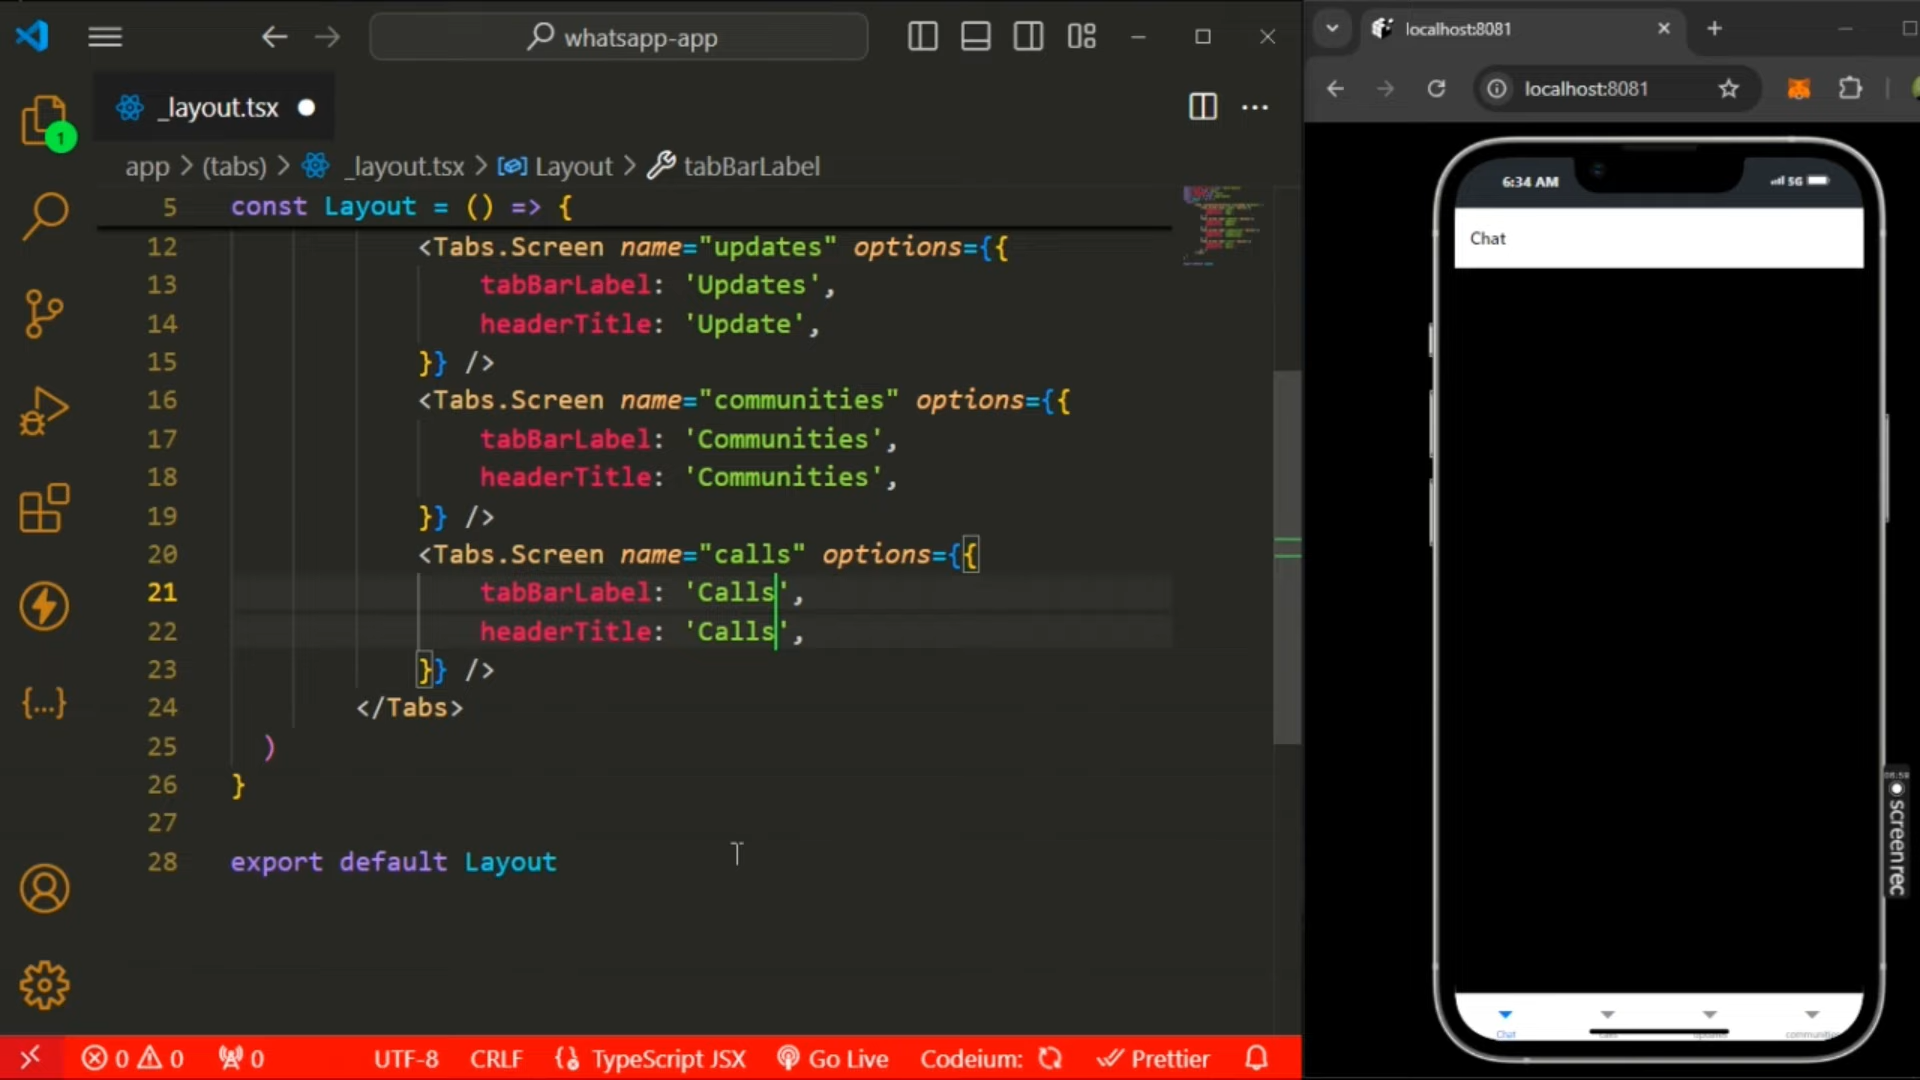 whatsapp-app
_layout.tsx
1
app > (tabs) > _layout.tsx > Layout > tabBarLabel
5 const Layout = () => {
12 <Tabs.Screen name="updates" options={{
13 tabBarLabel: 'Updates',
14 headerTitle: 'Update',
15 }} />
16 <Tabs.Screen name="communities" options={{
17 tabBarLabel: 'Communities',
18 headerTitle: 'Communities',
19 }} />
20 <Tabs.Screen name="calls" options={{
21 tabBarLabel: 'Calls',
22 headerTitle: 'Calls',
23 }} />
24 </Tabs>
25 )
26 }
27
28 export default Layout
0 0 0 UTF-8 CRLF TypeScript JSX Go Live Codeium: Prettier
localhost:8081
localhost:8081
6:34 AM 5G
Chat
Chat communities
screenrec